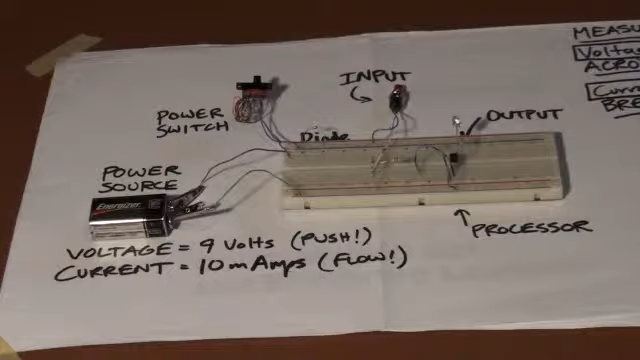 MEASU
Voltag
ACRO
Curre
BRE
INPUT
POWER
SWITCH
Diode
OUTPUT
POWER
SOURCE
Energizer
PROCESSOR
VOLTAGE = 9 Volts (PUSH!)
CURRENT = 10 mAmps (FLOW!)